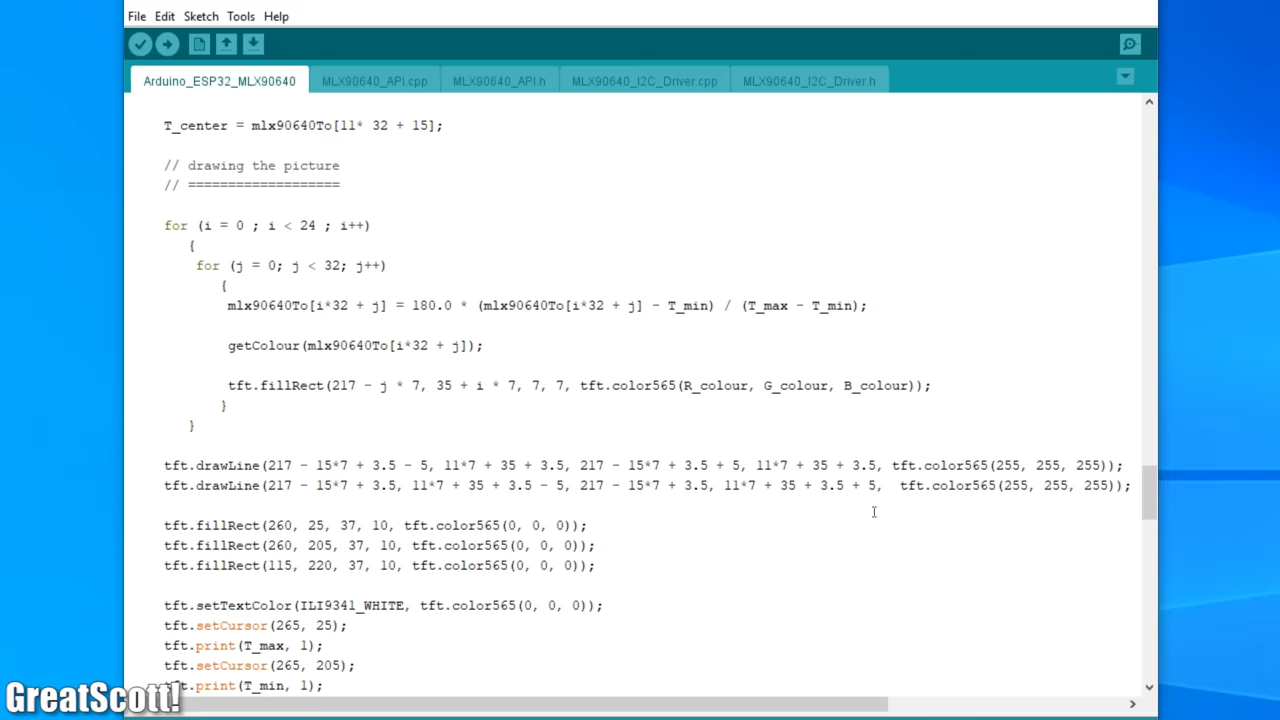 File Edit Sketch Tools Help
Arduino_ESP32_MLX90640 MLX90640_API.cpp MLX90640_API.h MLX90640_I2C_Driver.cpp MLX90640_I2C_Driver.h
T_center = mlx90640To[11* 32 + 15];
// drawing the picture
// ===================
for (i = 0 ; i < 24 ; i++)
{
for (j = 0; j < 32; j++)
{
mlx90640To[i*32 + j] = 180.0 * (mlx90640To[i*32 + j] - T_min) / (T_max - T_min);
getColour(mlx90640To[i*32 + j]);
tft.fillRect(217 - j * 7, 35 + i * 7, 7, 7, tft.color565(R_colour, G_colour, B_colour));
}
}
tft.drawLine(217 - 15*7 + 3.5 - 5, 11*7 + 35 + 3.5, 217 - 15*7 + 3.5 + 5, 11*7 + 35 + 3.5, tft.color565(255, 255, 255));
tft.drawLine(217 - 15*7 + 3.5, 11*7 + 35 + 3.5 - 5, 217 - 15*7 + 3.5, 11*7 + 35 + 3.5 + 5,  tft.color565(255, 255, 255));
tft.fillRect(260, 25, 37, 10, tft.color565(0, 0, 0));
tft.fillRect(260, 205, 37, 10, tft.color565(0, 0, 0));
tft.fillRect(115, 220, 37, 10, tft.color565(0, 0, 0));
tft.setTextColor(ILI9341_WHITE, tft.color565(0, 0, 0));
tft.setCursor(265, 25);
tft.print(T_max, 1);
tft.setCursor(265, 205);
tft.print(T_min, 1);
GreatScott!